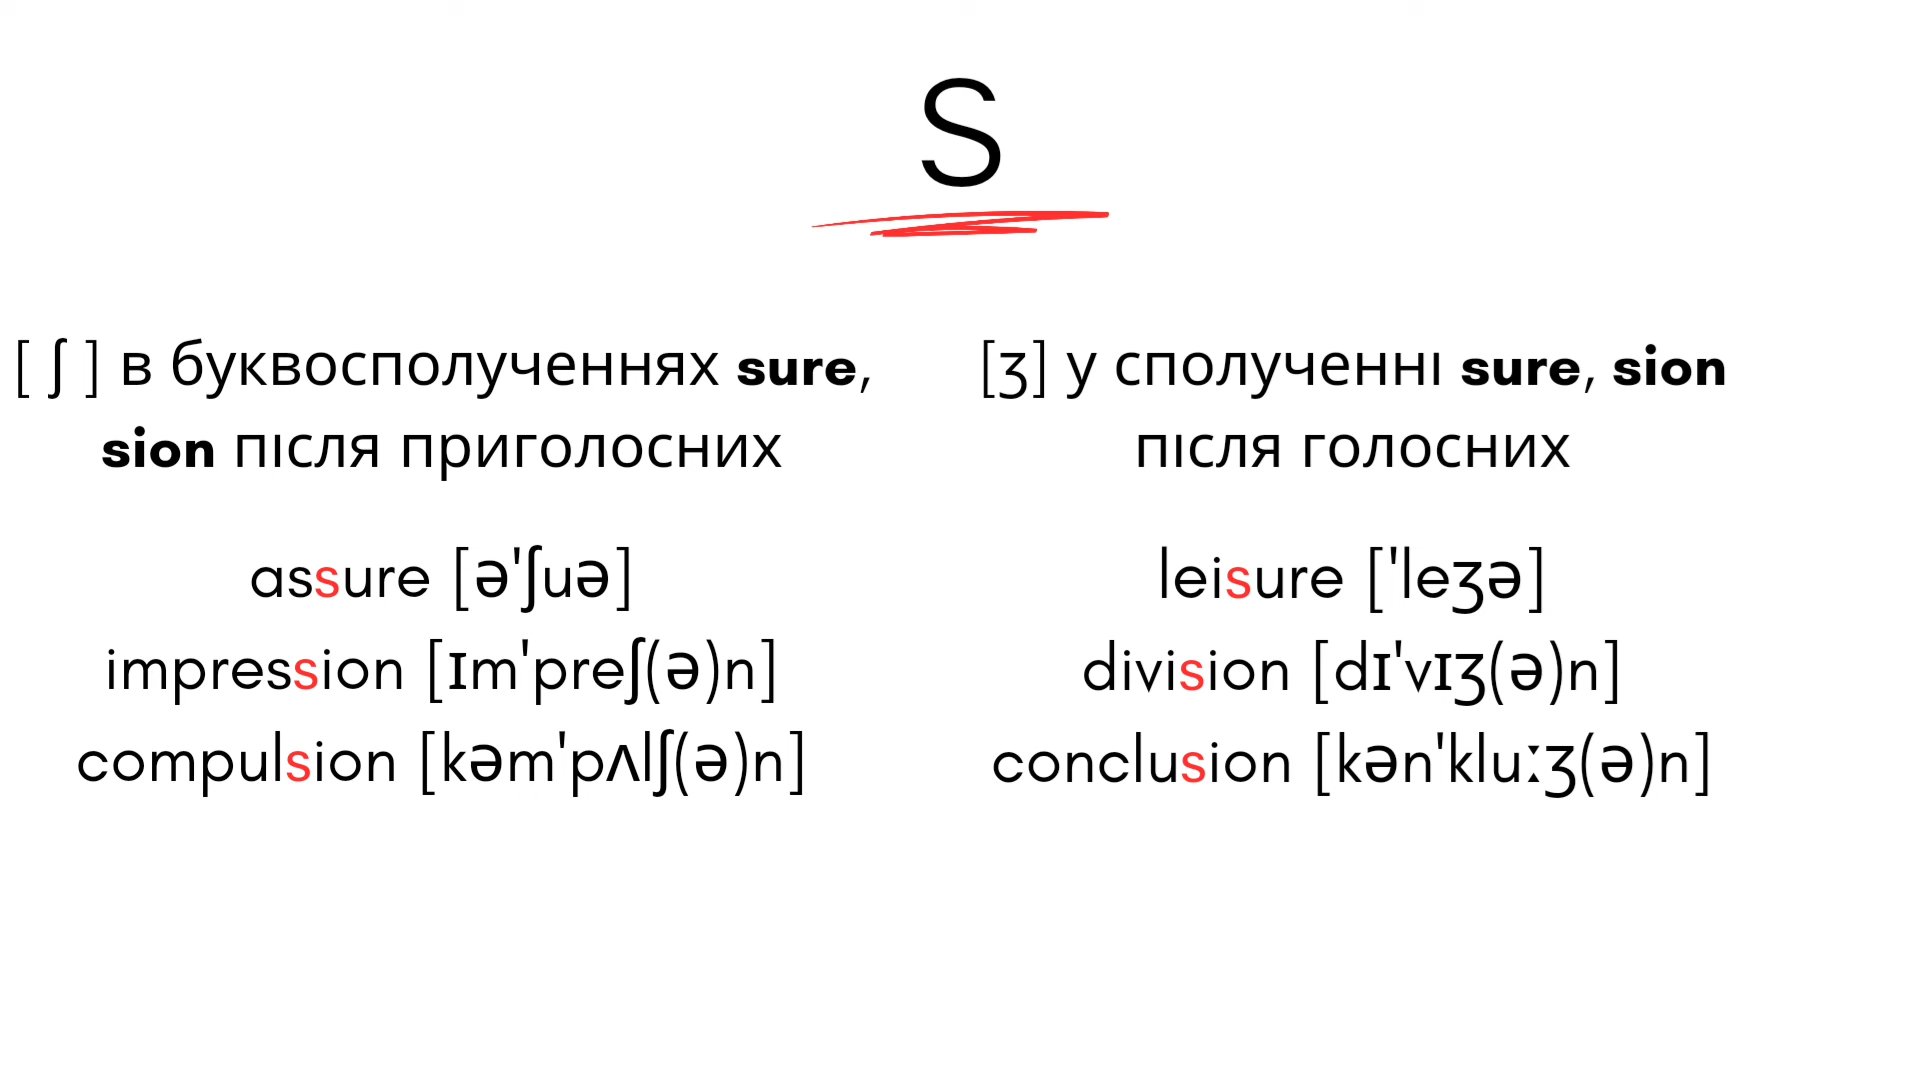 S
[ ʃ ] в буквосполученнях sure,
sion після приголосних
assure [ə'ʃuə]
impression [ɪm'preʃ(ə)n]
compulsion [kəm'pʌlʃ(ə)n]
[ʒ] у сполученні sure, sion
після голосних
leisure ['leʒə]
division [dɪ'vɪʒ(ə)n]
conclusion [kən'kluːʒ(ə)n]